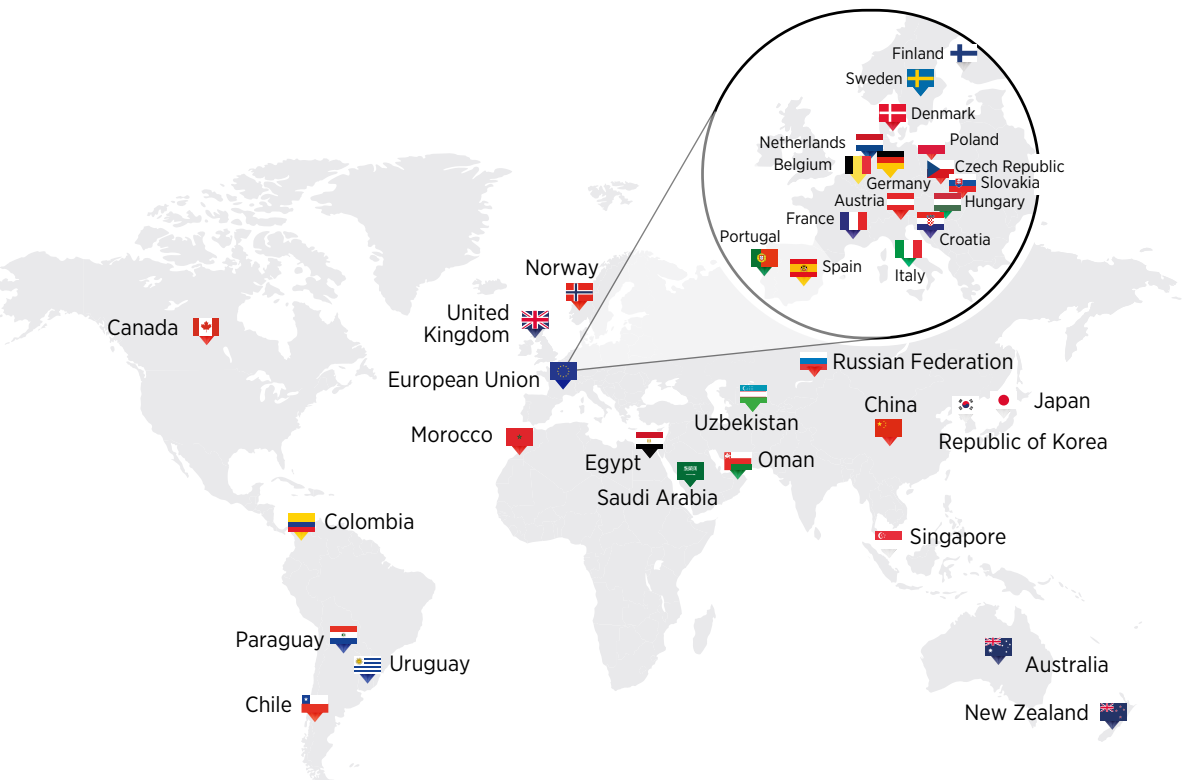 Finland
Sweden
Denmark
Netherlands
Poland
Belgium
Czech Republic
Germany
Slovakia
Austria
Hungary
France
Portugal
Croatia
Spain
Italy
Norway
United
Kingdom
Canada
European Union
Russian Federation
Uzbekistan
China
Japan
Morocco
Republic of Korea
Egypt
Oman
Saudi Arabia
Colombia
Singapore
Paraguay
Uruguay
Australia
Chile
New Zealand